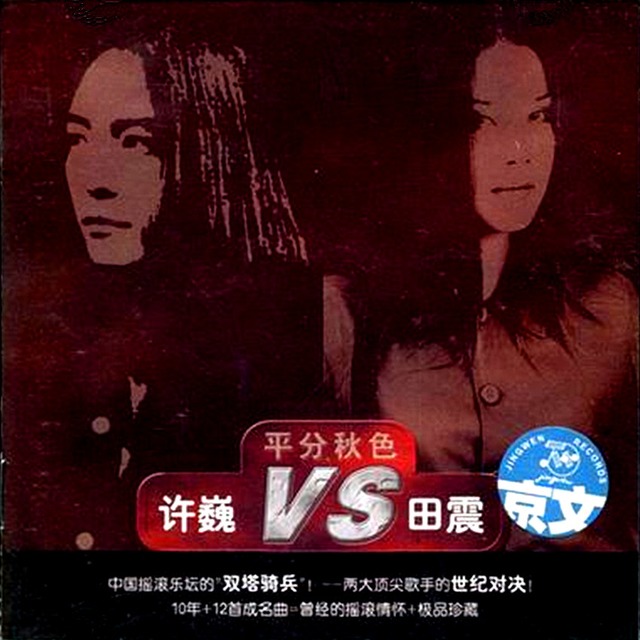 平分秋色
许巍 VS 田震
JINGWEN RECORDS
京文
中国摇滚乐坛的"双塔骑兵"！——两大顶尖歌手的世纪对决！
10年+12首成名曲=曾经的摇滚情怀+极品珍藏